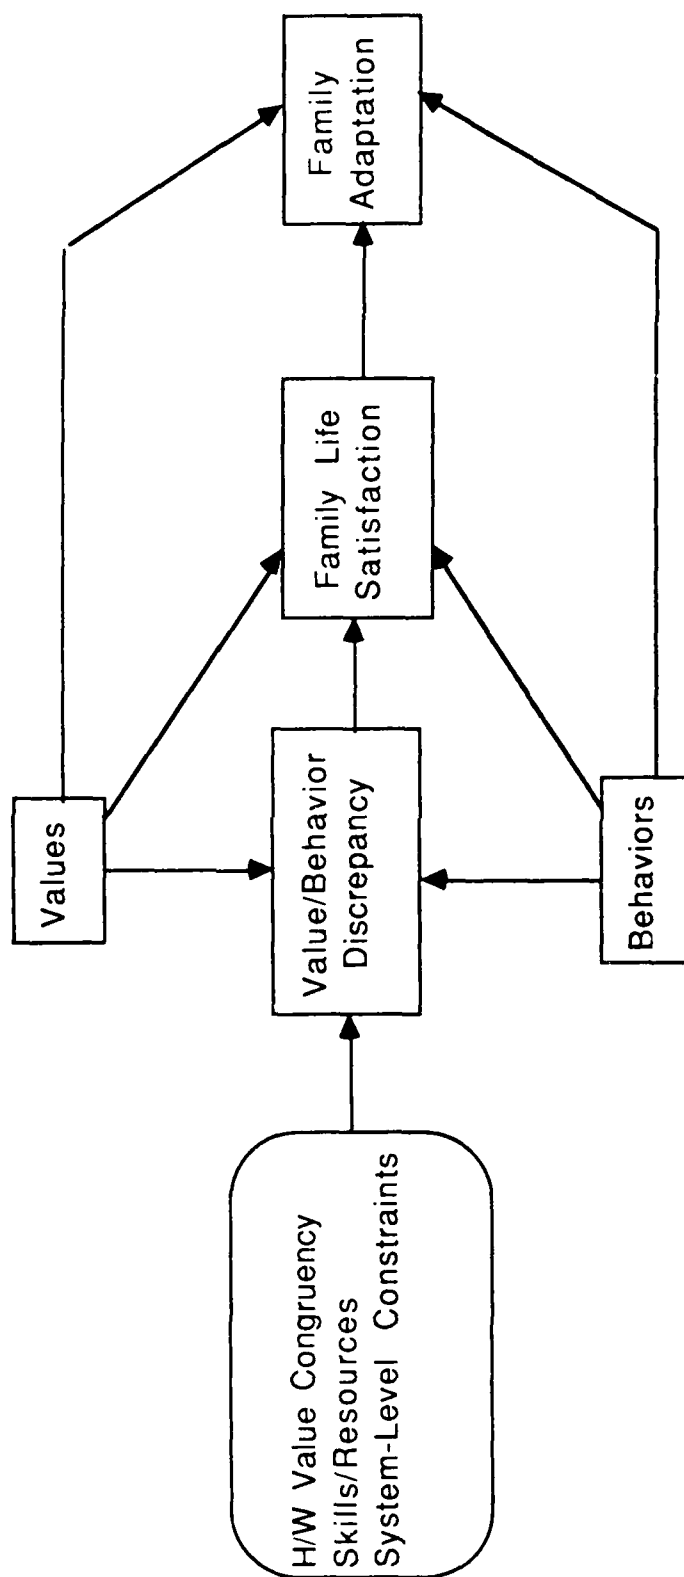 Values
H/W Value Congruency
Skills/Resources
System-Level Constraints
Value/Behavior
Discrepancy
Family Life
Satisfaction
Family
Adaptation
Behaviors